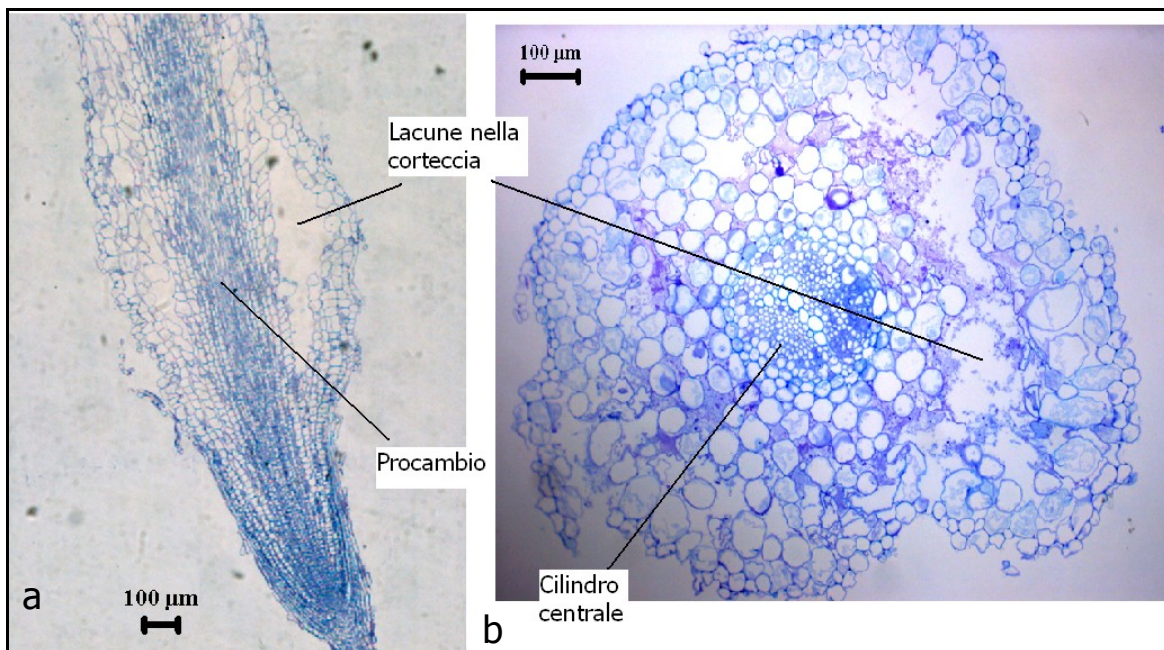 100 µm
Lacune nella
corteccia
Procambio
a
100 µm
Cilindro
centrale
b